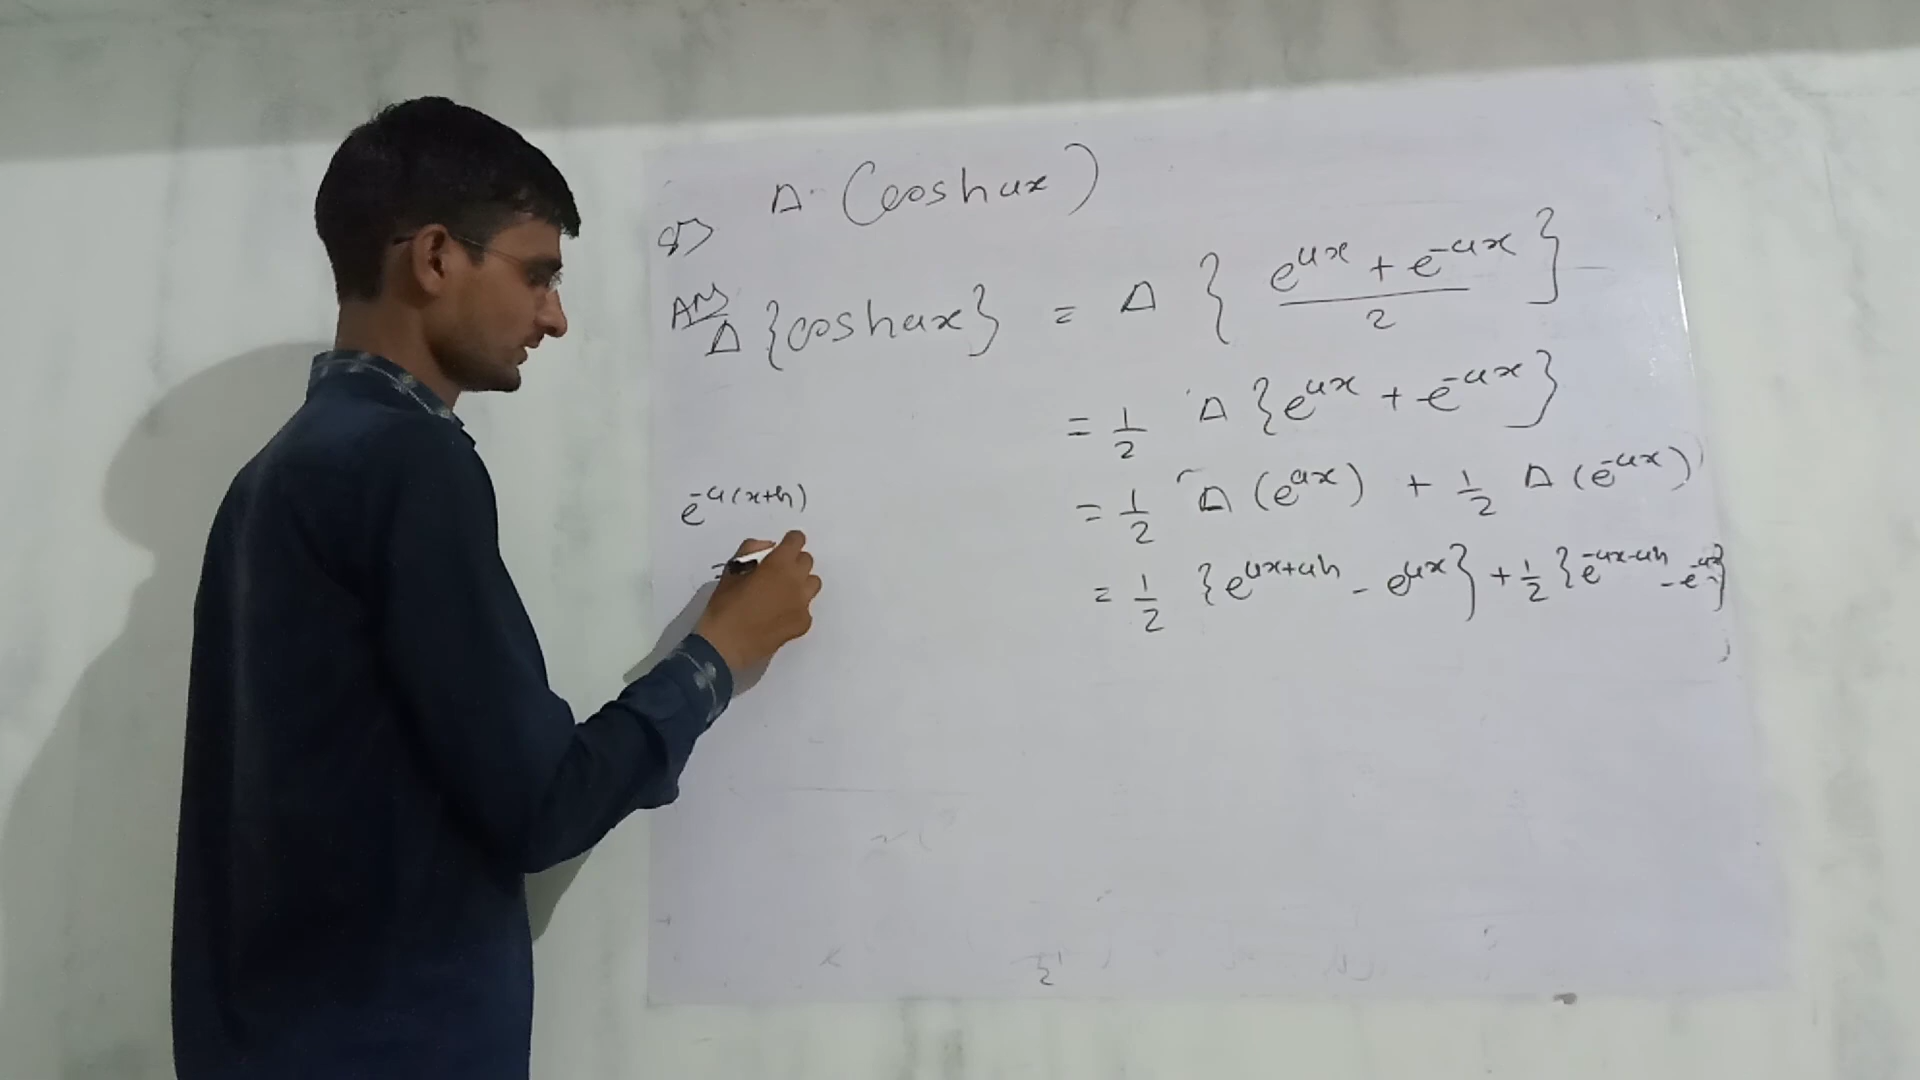 Q> Δ (coshax)
Ans Δ {coshax} = Δ { e^ax + e^-ax / 2 }
= 1/2 Δ {e^ax + e^-ax}
= 1/2 Δ (e^ax) + 1/2 Δ (e^-ax)
= 1/2 {e^ax+ah - e^ax} + 1/2 {e^-ax-ah - e^-ax}
e^-a(x+h)
=